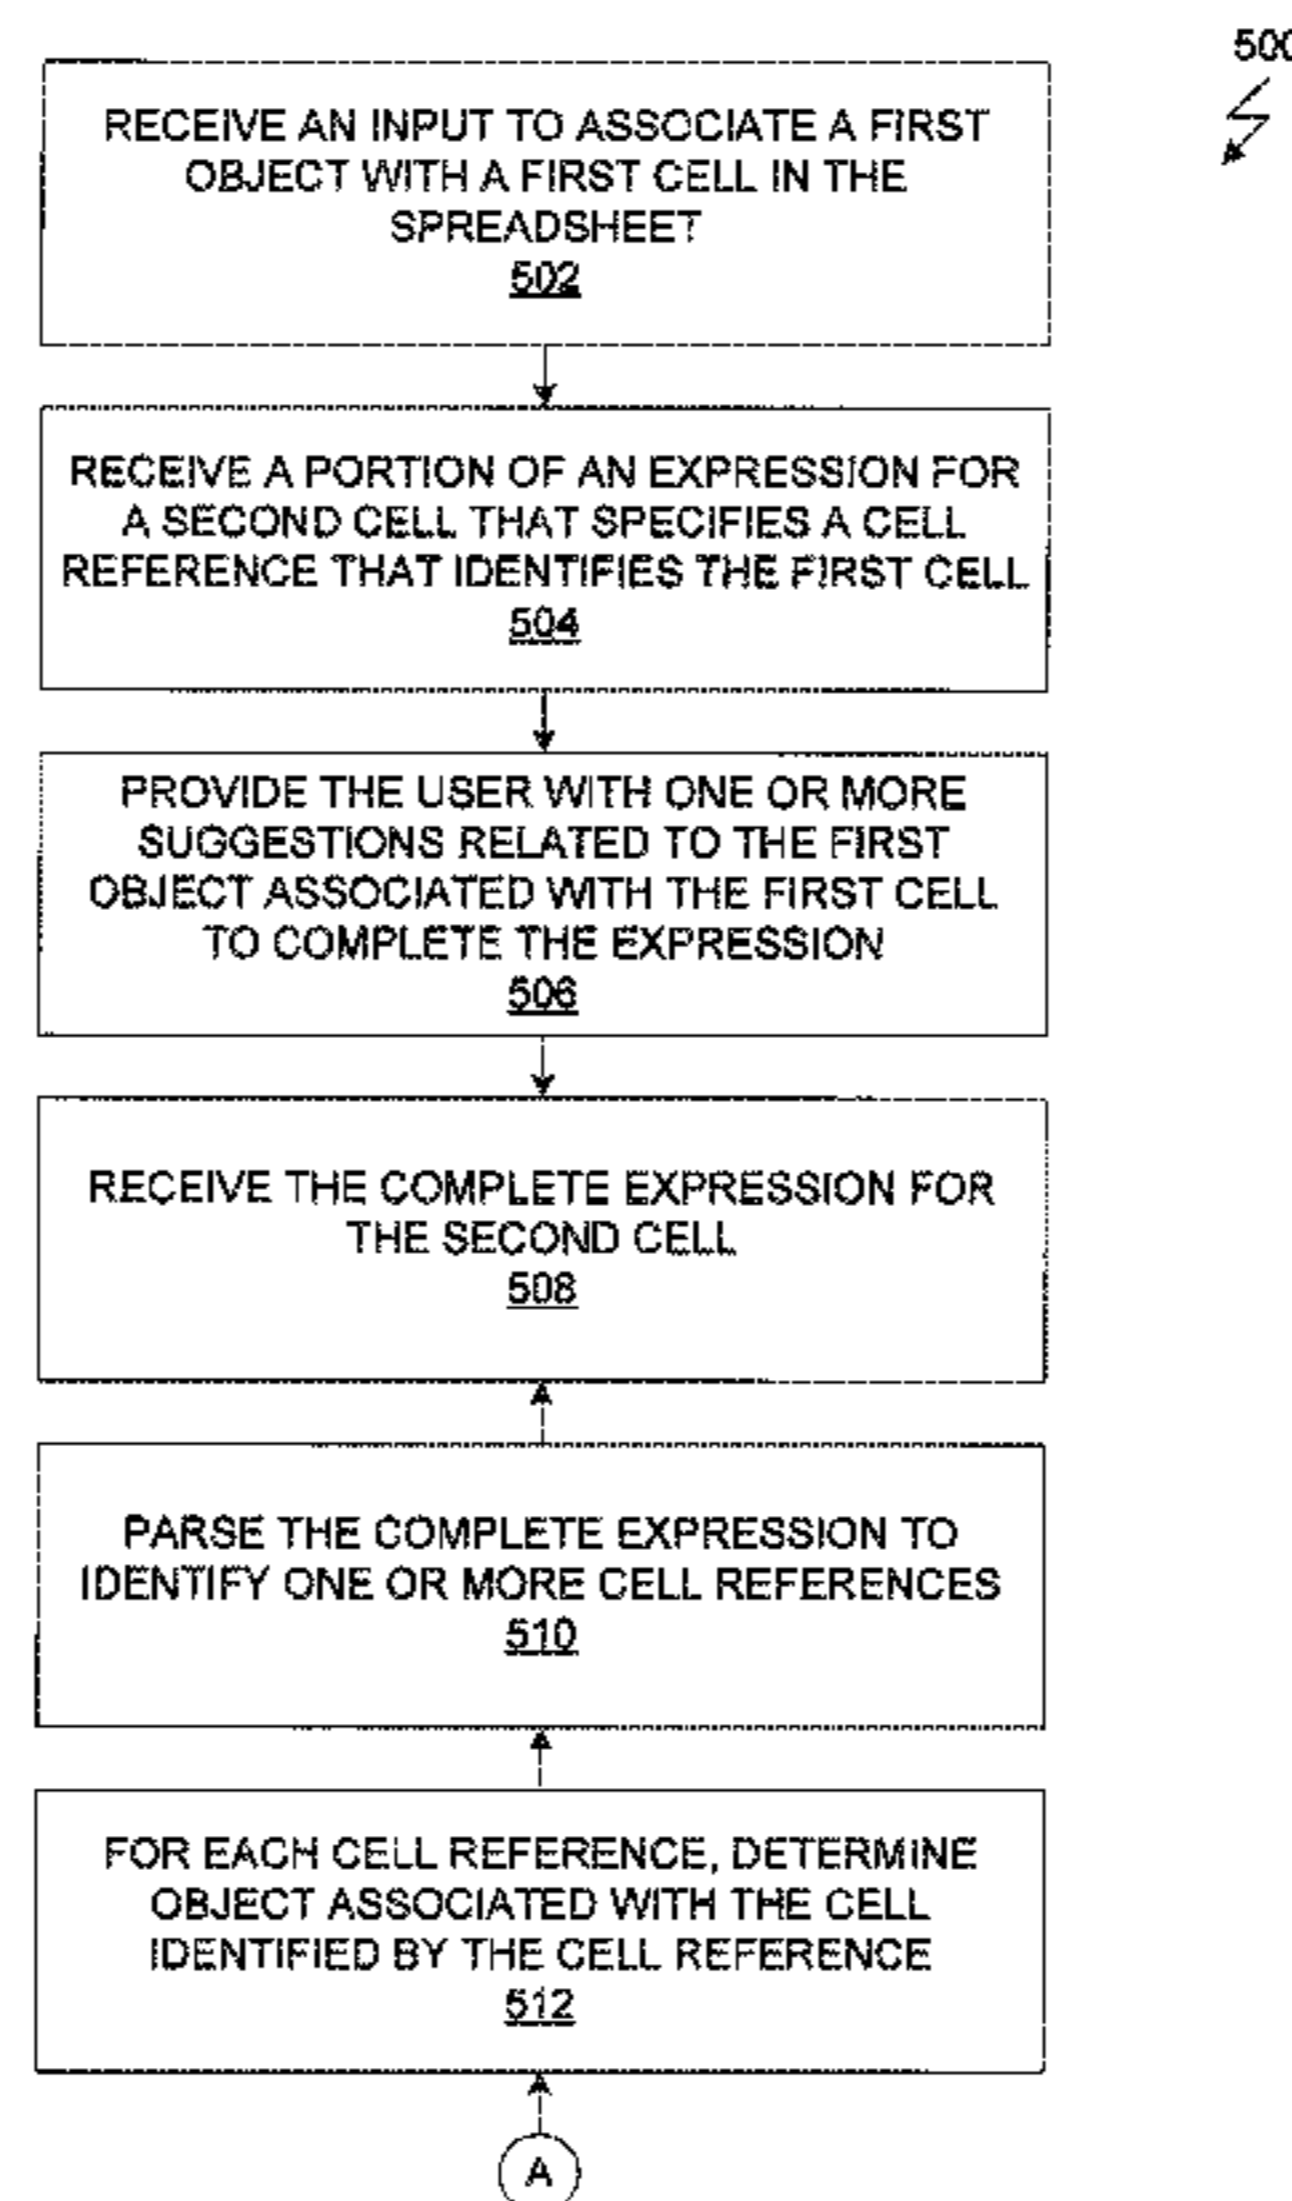 500
RECEIVE AN INPUT TO ASSOCIATE A FIRST
OBJECT WITH A FIRST CELL IN THE
SPREADSHEET
502
RECEIVE A PORTION OF AN EXPRESSION FOR
A SECOND CELL THAT SPECIFIES A CELL
REFERENCE THAT IDENTIFIES THE FIRST CELL
504
PROVIDE THE USER WITH ONE OR MORE
SUGGESTIONS RELATED TO THE FIRST
OBJECT ASSOCIATED WITH THE FIRST CELL
TO COMPLETE THE EXPRESSION
506
RECEIVE THE COMPLETE EXPRESSION FOR
THE SECOND CELL
508
PARSE THE COMPLETE EXPRESSION TO
IDENTIFY ONE OR MORE CELL REFERENCES
510
FOR EACH CELL REFERENCE, DETERMINE
OBJECT ASSOCIATED WITH THE CELL
IDENTIFIED BY THE CELL REFERENCE
512
A